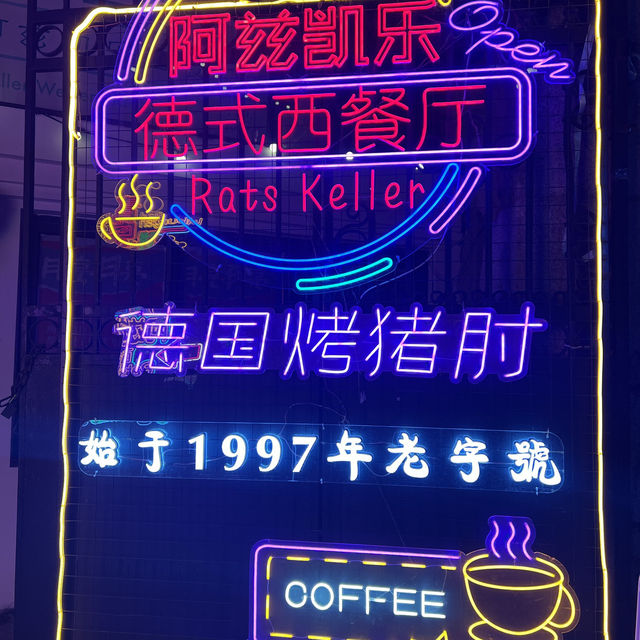 阿兹凯乐
Open
德式西餐厅
Rats Keller
德国烤猪肘
始于1997年老字號
COFFEE